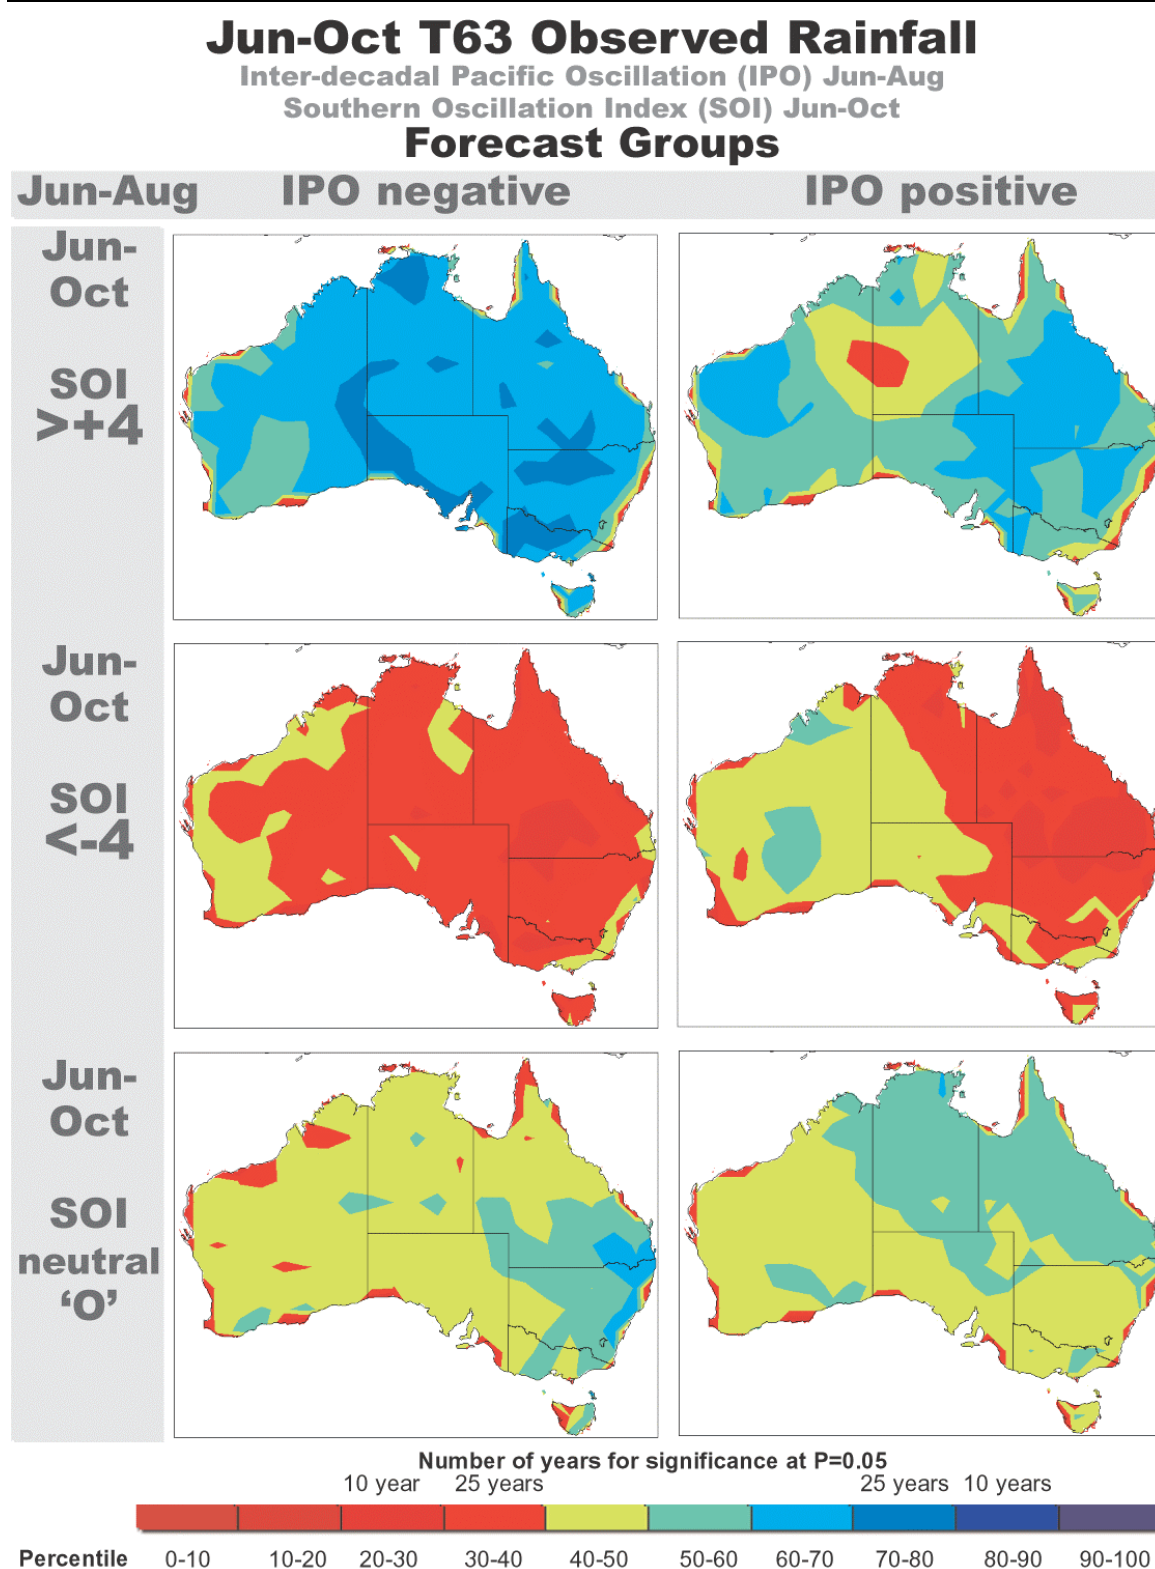 Jun-Oct T63 Observed Rainfall
Inter-decadal Pacific Oscillation (IPO) Jun-Aug
Southern Oscillation Index (SOI) Jun-Oct
Forecast Groups
Jun-Aug IPO negative IPO positive
Jun-
Oct
SOI
>+4
Jun-
Oct
SOI
<-4
Jun-
Oct
SOI
neutral
‘O’
Number of years for significance at P=0.05
10 year 25 years 25 years 10 years
Percentile 0-10 10-20 20-30 30-40 40-50 50-60 60-70 70-80 80-90 90-100